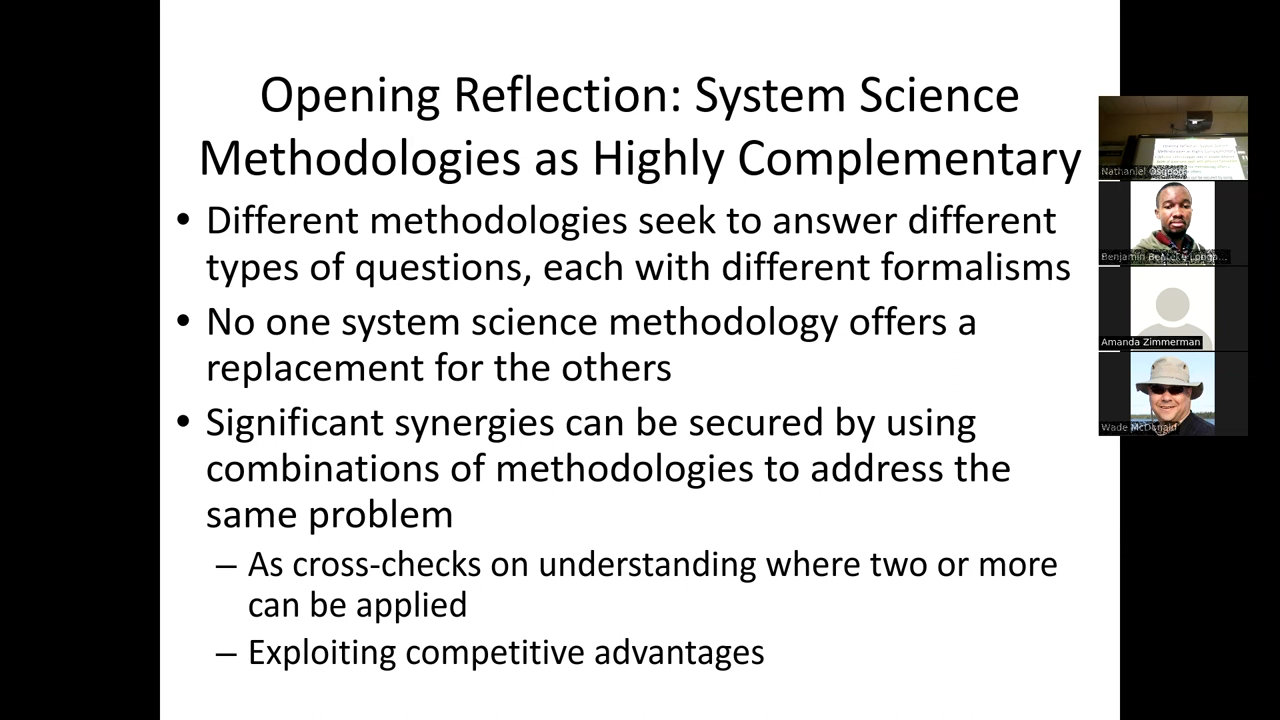 Opening Reflection: System Science
Methodologies as Highly Complementary
• Different methodologies seek to answer different
types of questions, each with different formalisms
• No one system science methodology offers a
replacement for the others
• Significant synergies can be secured by using
combinations of methodologies to address the
same problem
– As cross-checks on understanding where two or more
can be applied
– Exploiting competitive advantages
Nathaniel Osgood
Benjamin
Amanda Zimmerman
Wade McDonald